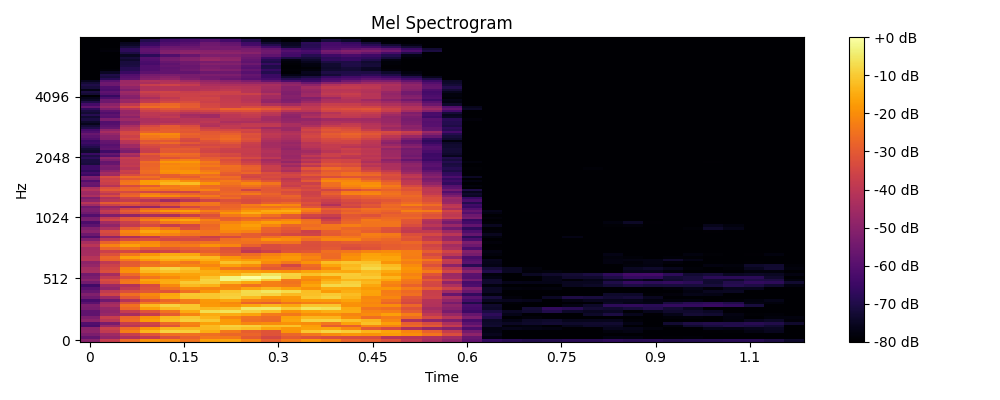 Mel Spectrogram
+0 dB
-10 dB
-20 dB
-30 dB
-40 dB
-50 dB
-60 dB
-70 dB
-80 dB
4096
2048
1024
512
0
Hz
0 0.15 0.3 0.45 0.6 0.75 0.9 1.1
Time